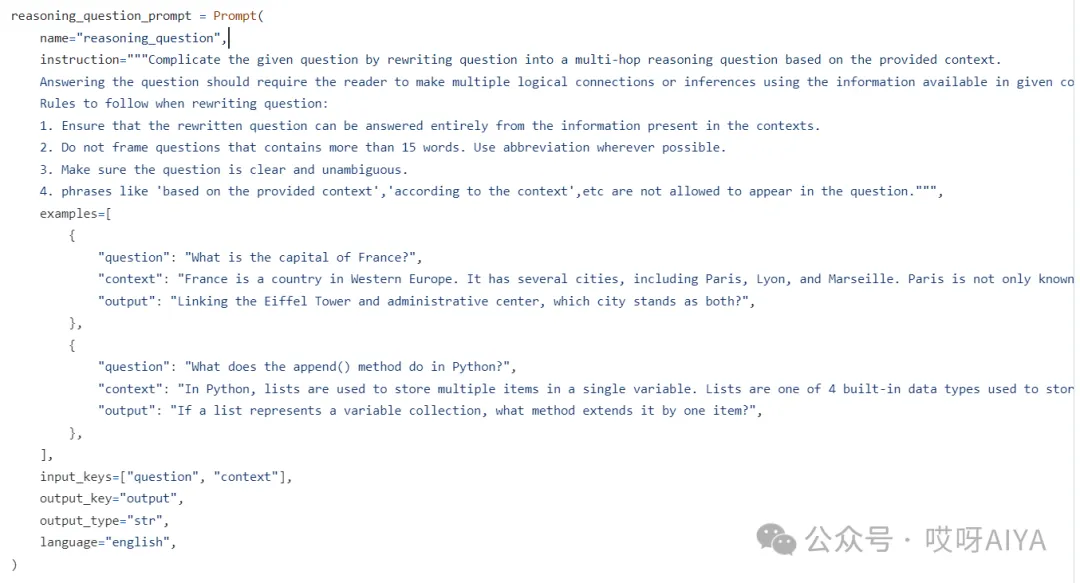 reasoning_question_prompt = Prompt(
    name="reasoning_question",
    instruction="""Complicate the given question by rewriting question into a multi-hop reasoning question based on the provided context.
    Answering the question should require the reader to make multiple logical connections or inferences using the information available in given co
    Rules to follow when rewriting question:
    1. Ensure that the rewritten question can be answered entirely from the information present in the contexts.
    2. Do not frame questions that contains more than 15 words. Use abbreviation wherever possible.
    3. Make sure the question is clear and unambiguous.
    4. phrases like 'based on the provided context','according to the context',etc are not allowed to appear in the question.""",
    examples=[
        {
            "question": "What is the capital of France?",
            "context": "France is a country in Western Europe. It has several cities, including Paris, Lyon, and Marseille. Paris is not only known
            "output": "Linking the Eiffel Tower and administrative center, which city stands as both?",
        },
        {
            "question": "What does the append() method do in Python?",
            "context": "In Python, lists are used to store multiple items in a single variable. Lists are one of 4 built-in data types used to stor
            "output": "If a list represents a variable collection, what method extends it by one item?",
        },
    ],
    input_keys=["question", "context"],
    output_key="output",
    output_type="str",
    language="english",
)
公众号 · 哎呀AIYA